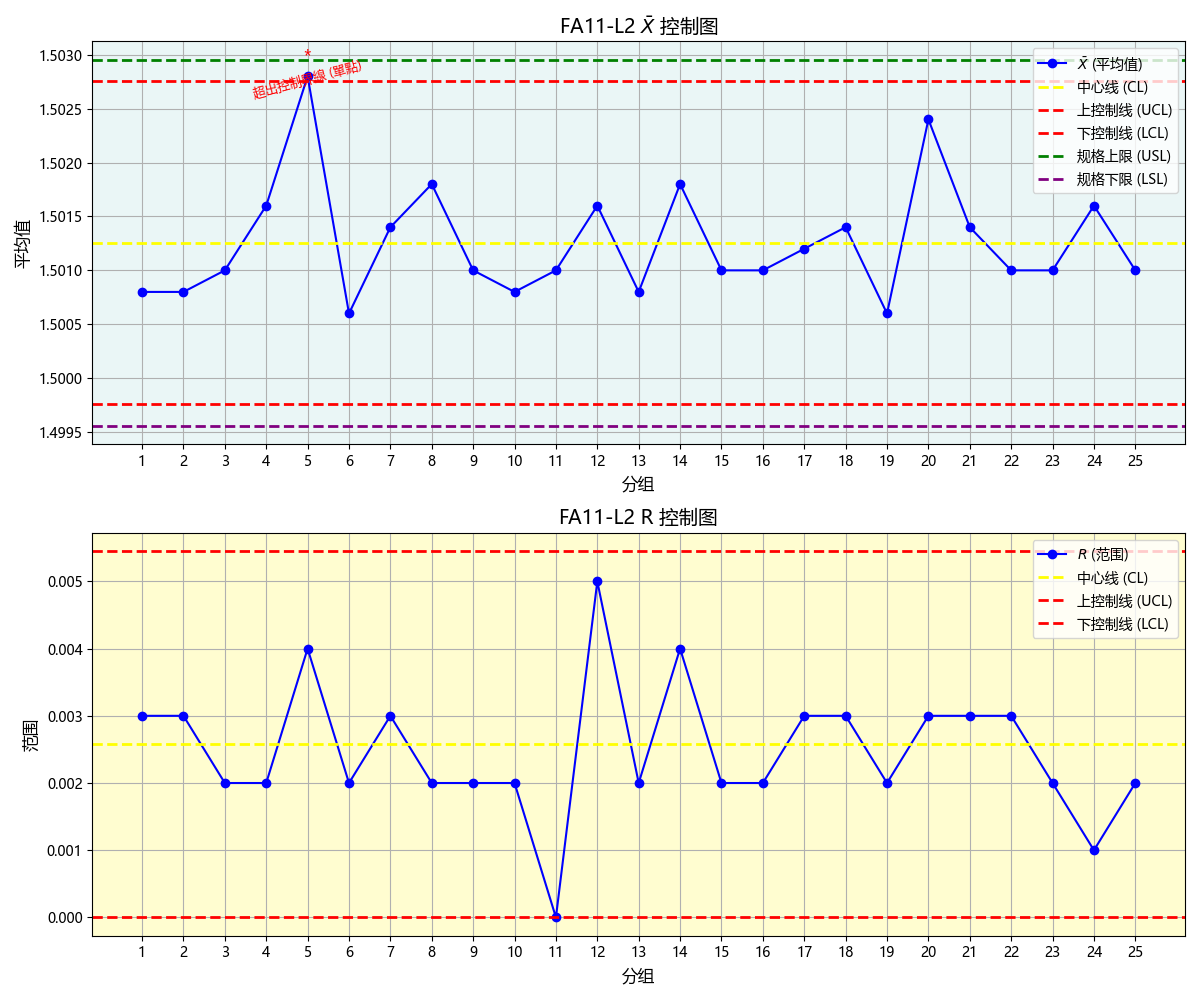 FA11-L2 X̄ 控制图
1.5030
1.5025
1.5020
1.5015
1.5010
1.5005
1.5000
1.4995
平均值
*
超出控制界線 (單點)
X̄ (平均值)
中心线 (CL)
上控制线 (UCL)
下控制线 (LCL)
规格上限 (USL)
规格下限 (LSL)
1 2 3 4 5 6 7 8 9 10 11 12 13 14 15 16 17 18 19 20 21 22 23 24 25
分组
FA11-L2 R 控制图
0.005
0.004
0.003
0.002
0.001
0.000
范围
R (范围)
中心线 (CL)
上控制线 (UCL)
下控制线 (LCL)
1 2 3 4 5 6 7 8 9 10 11 12 13 14 15 16 17 18 19 20 21 22 23 24 25
分组